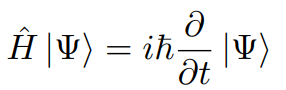 Ĥ |Ψ⟩ = iħ ∂/∂t |Ψ⟩